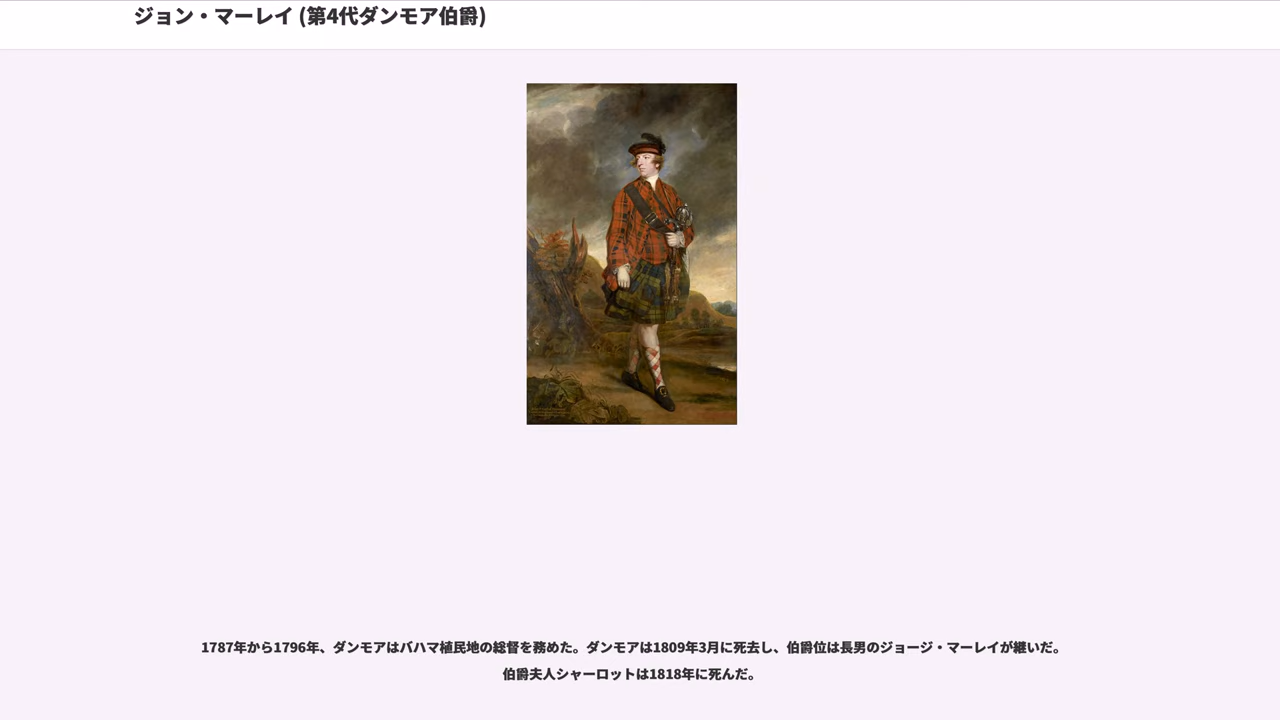 ジョン・マーレイ (第4代ダンモア伯爵)
1787年から1796年、ダンモアはバハマ植民地の総督を務めた。ダンモアは1809年3月に死去し、伯爵位は長男のジョージ・マーレイが継いだ。
伯爵夫人シャーロットは1818年に死んだ。